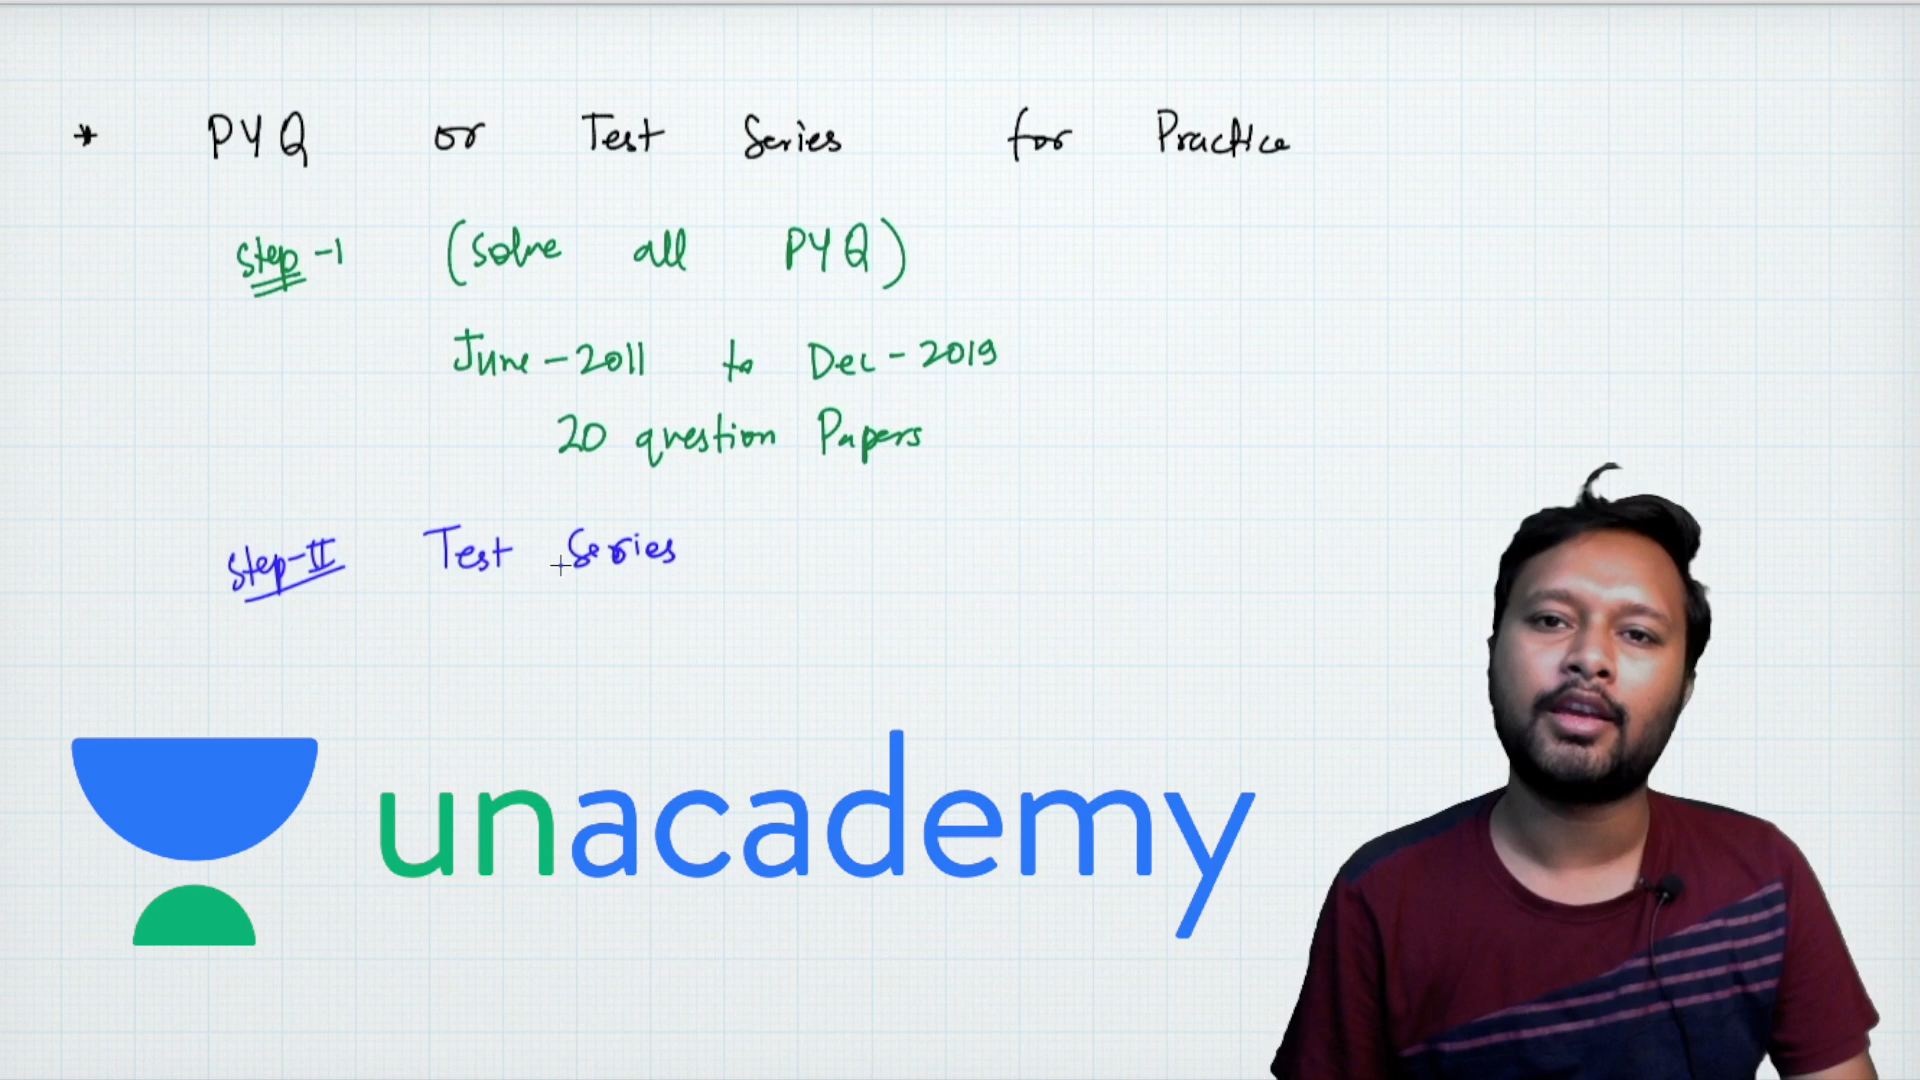 * PYQ or Test Series for Practice
Step-1 (Solve all PYQ)
June-2011 to Dec-2019
20 question Papers
Step-II Test Series
unacademy